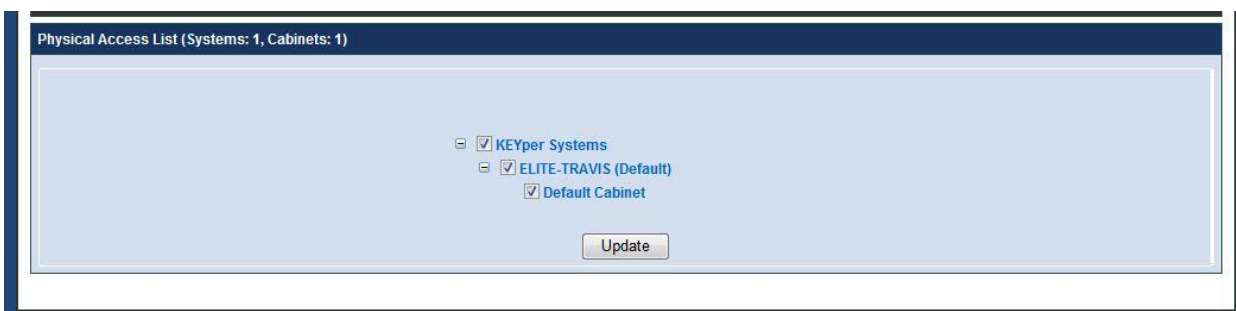 Physical Access List (Systems: 1, Cabinets: 1)
KEYper Systems
ELITE-TRAVIS (Default)
Default Cabinet
Update